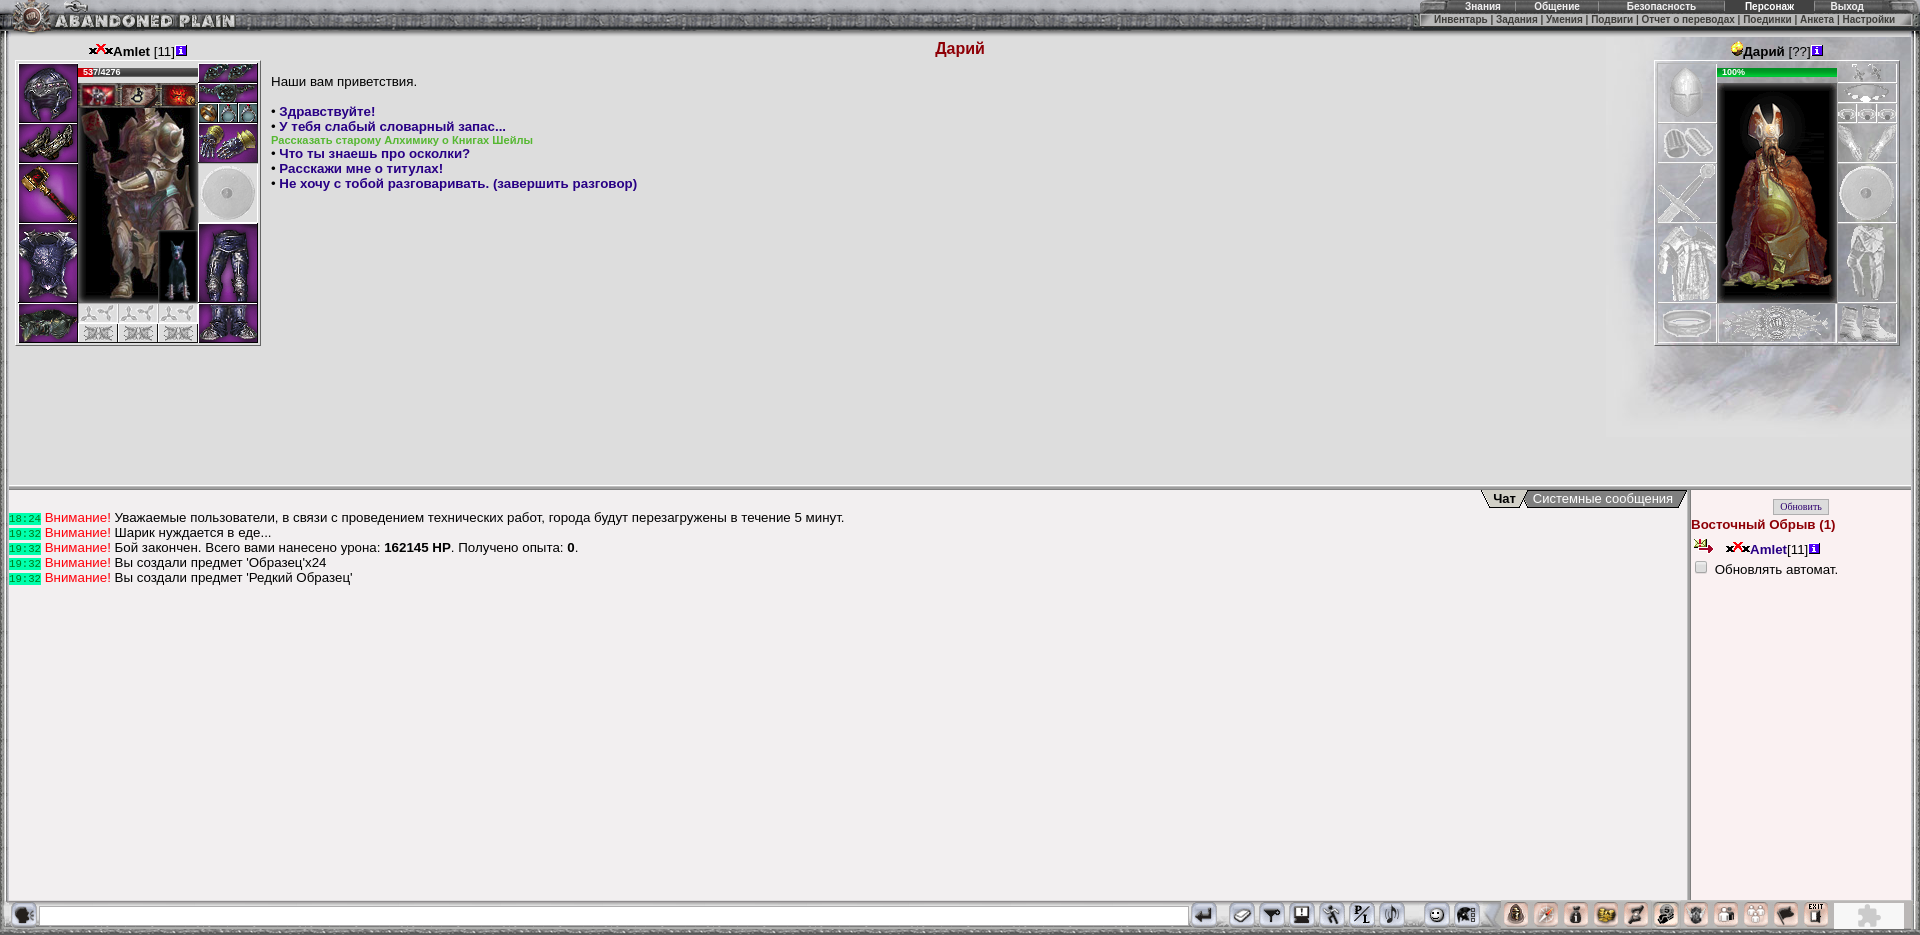 ABANDONED PLAIN
Знания Общение Безопасность Персонаж Выход
Инвентарь | Задания | Умения | Подвиги | Отчет о переводах | Поединки | Анкета | Настройки
Amlet [11]
537/4276
Дарий
Дарий [??]
100%
Наши вам приветствия.
• Здравствуйте!
• У тебя слабый словарный запас...
Рассказать старому Алхимику о Книгах Шейлы
• Что ты знаешь про осколки?
• Расскажи мне о титулах!
• Не хочу с тобой разговаривать. (завершить разговор)
Чат Системные сообщения
18:24 Внимание! Уважаемые пользователи, в связи с проведением технических работ, города будут перезагружены в течение 5 минут.
19:32 Внимание! Шарик нуждается в еде...
19:32 Внимание! Бой закончен. Всего вами нанесено урона: 162145 HP. Получено опыта: 0.
19:32 Внимание! Вы создали предмет 'Образец'x24
19:32 Внимание! Вы создали предмет 'Редкий Образец'
Обновить
Восточный Обрыв (1)
Amlet[11]
Обновлять автомат.
P/L
EXIT